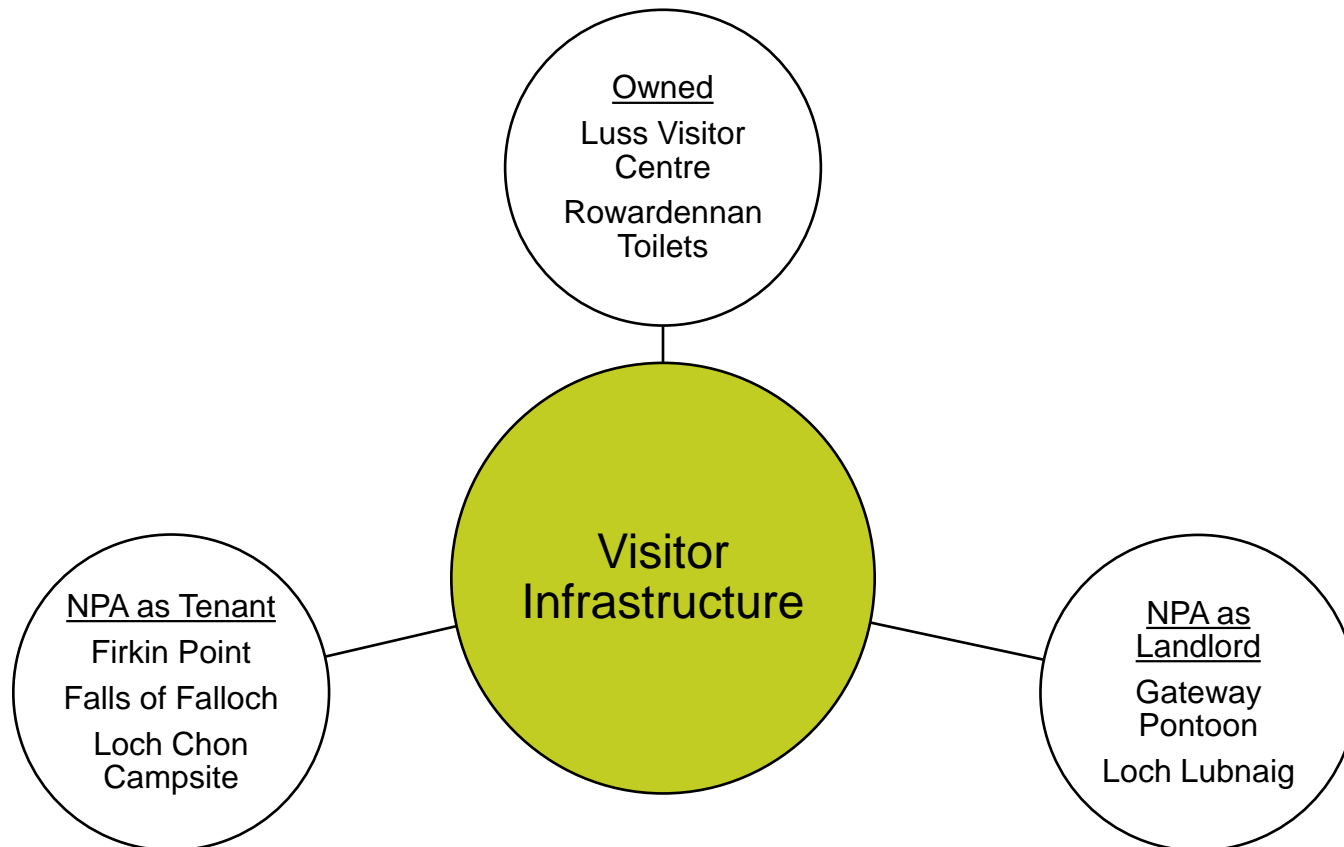 Owned
Luss Visitor
Centre
Rowardennan
Toilets
Visitor
Infrastructure
NPA as Tenant
Firkin Point
Falls of Falloch
Loch Chon
Campsite
NPA as
Landlord
Gateway
Pontoon
Loch Lubnaig